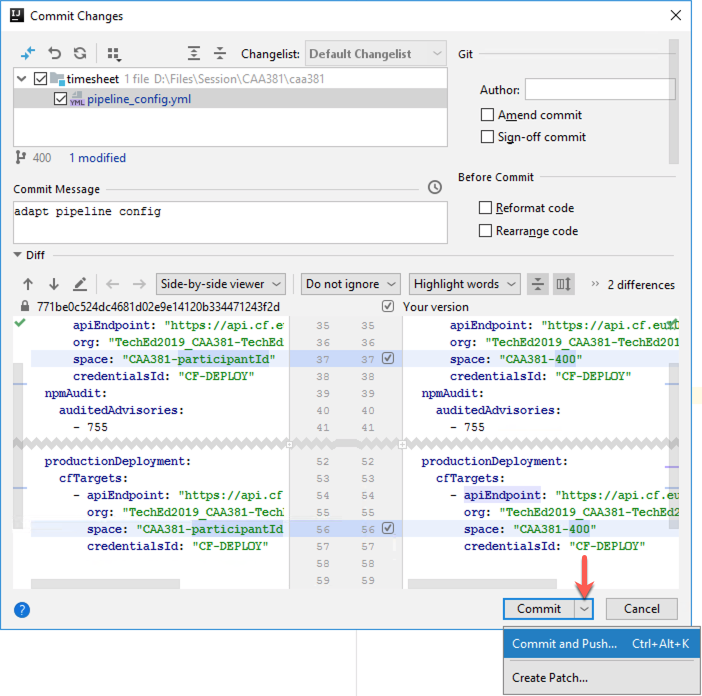 Commit Changes
Changelist: Default Changelist
Git
timesheet 1 file D:\Files\Session\CAA381\caa381
YML pipeline_config.yml
Author:
Amend commit
Sign-off commit
400 1 modified
Before Commit
Commit Message
Reformat code
adapt pipeline config
Rearrange code
Diff
Side-by-side viewer
Do not ignore
Highlight words
2 differences
771be0c524dc4681d02e9e14120b334471243f2d
Your version
apiEndpoint: "https://api.cf.eu 35 35 apiEndpoint: "https://api.cf.eu10
org: "TechEd2019_CAA381-TechEd 36 36 org: "TechEd2019_CAA381-TechEd201
space: "CAA381-participantId" 37 37 space: "CAA381-400"
credentialsId: "CF-DEPLOY" 38 38 credentialsId: "CF-DEPLOY"
npmAudit: 39 39 npmAudit:
auditedAdvisories: 40 40 auditedAdvisories:
- 755 41 41 - 755
productionDeployment: 52 52 productionDeployment:
cfTargets: 53 53 cfTargets:
- apiEndpoint: "https://api.cf 54 54 - apiEndpoint: "https://api.cf.eu
org: "TechEd2019_CAA381-Tech 55 55 org: "TechEd2019_CAA381-TechEd2
space: "CAA381-participantId 56 56 space: "CAA381-400"
credentialsId: "CF-DEPLOY" 57 57 credentialsId: "CF-DEPLOY"
58 58
59 59
?
Commit
Cancel
Commit and Push... Ctrl+Alt+K
Create Patch...